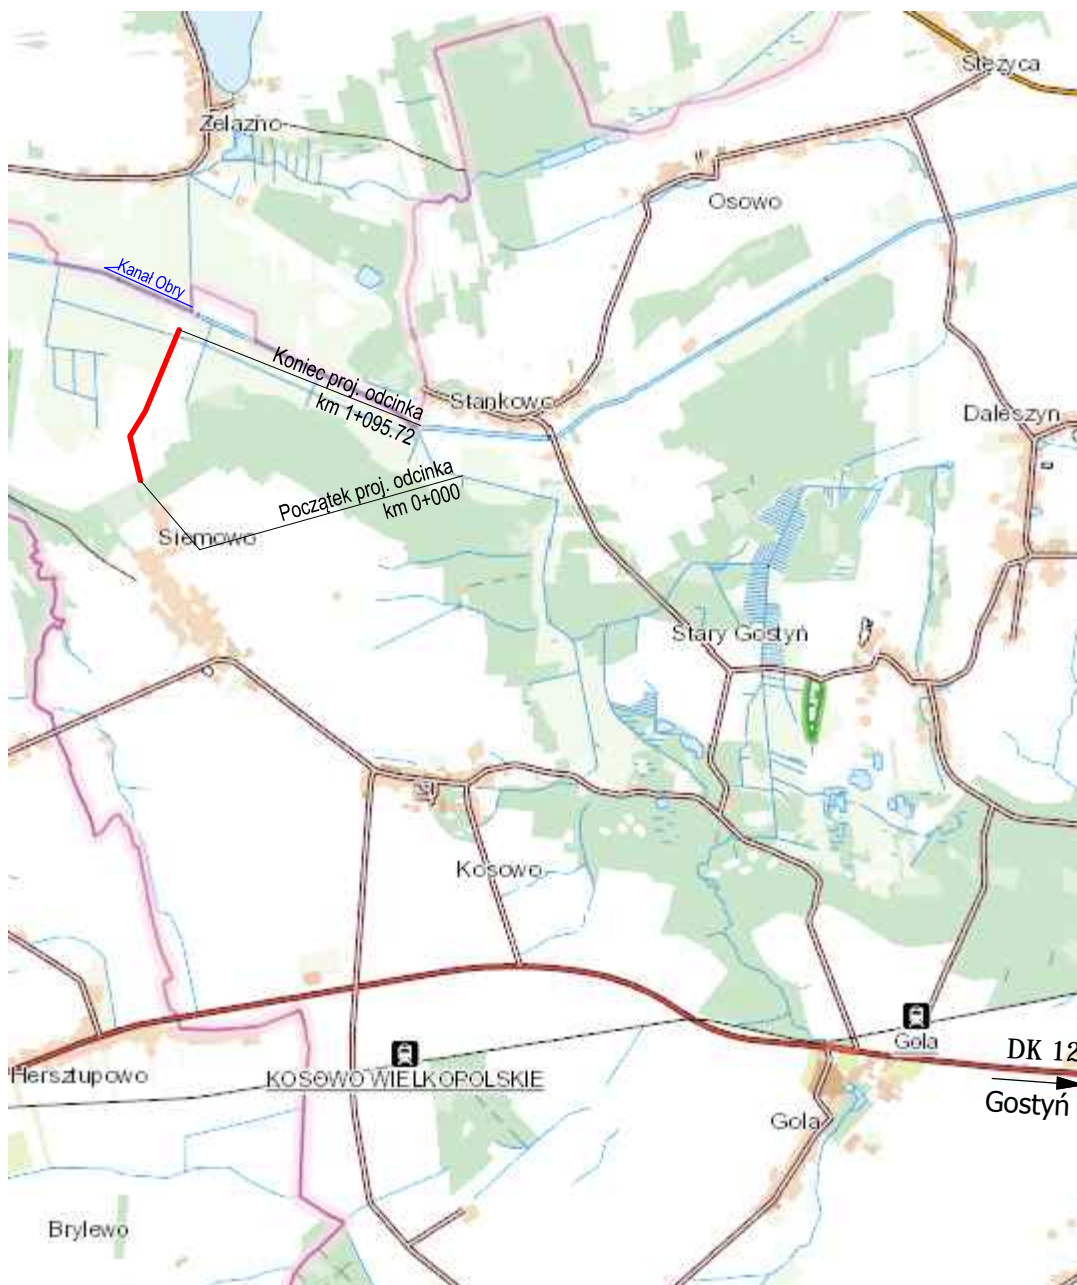 Stężyca
Żelazno
Osowo
Kanał Obry
Koniec proj. odcinka
km 1+095.72
Stankowo
Daleszyn
Początek proj. odcinka
km 0+000
Siemowo
Stary Gostyń
Kosowo
Gola
DK 12
Hersztupowo
KOSOWO WIELKOPOLSKIE
Gostyń
Gola
Brylewo